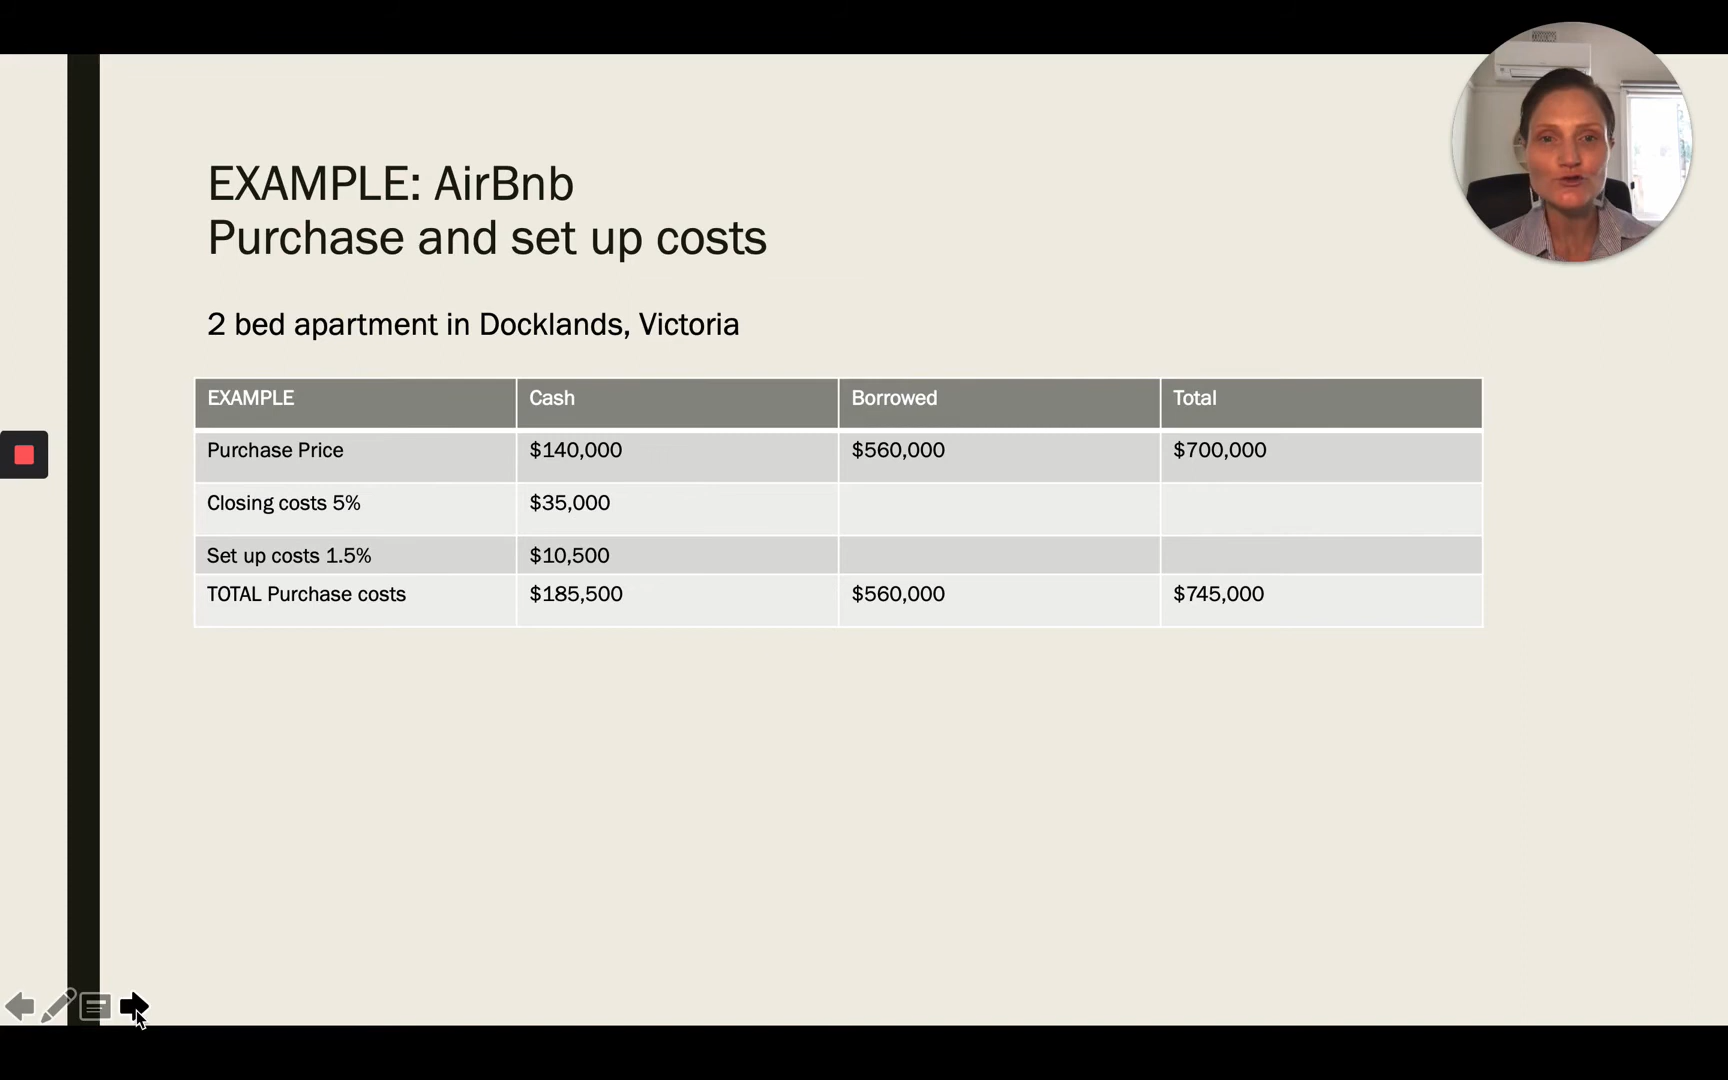 EXAMPLE: AirBnb
Purchase and set up costs
2 bed apartment in Docklands, Victoria
EXAMPLE Cash Borrowed Total
Purchase Price $140,000 $560,000 $700,000
Closing costs 5% $35,000
Set up costs 1.5% $10,500
TOTAL Purchase costs $185,500 $560,000 $745,000